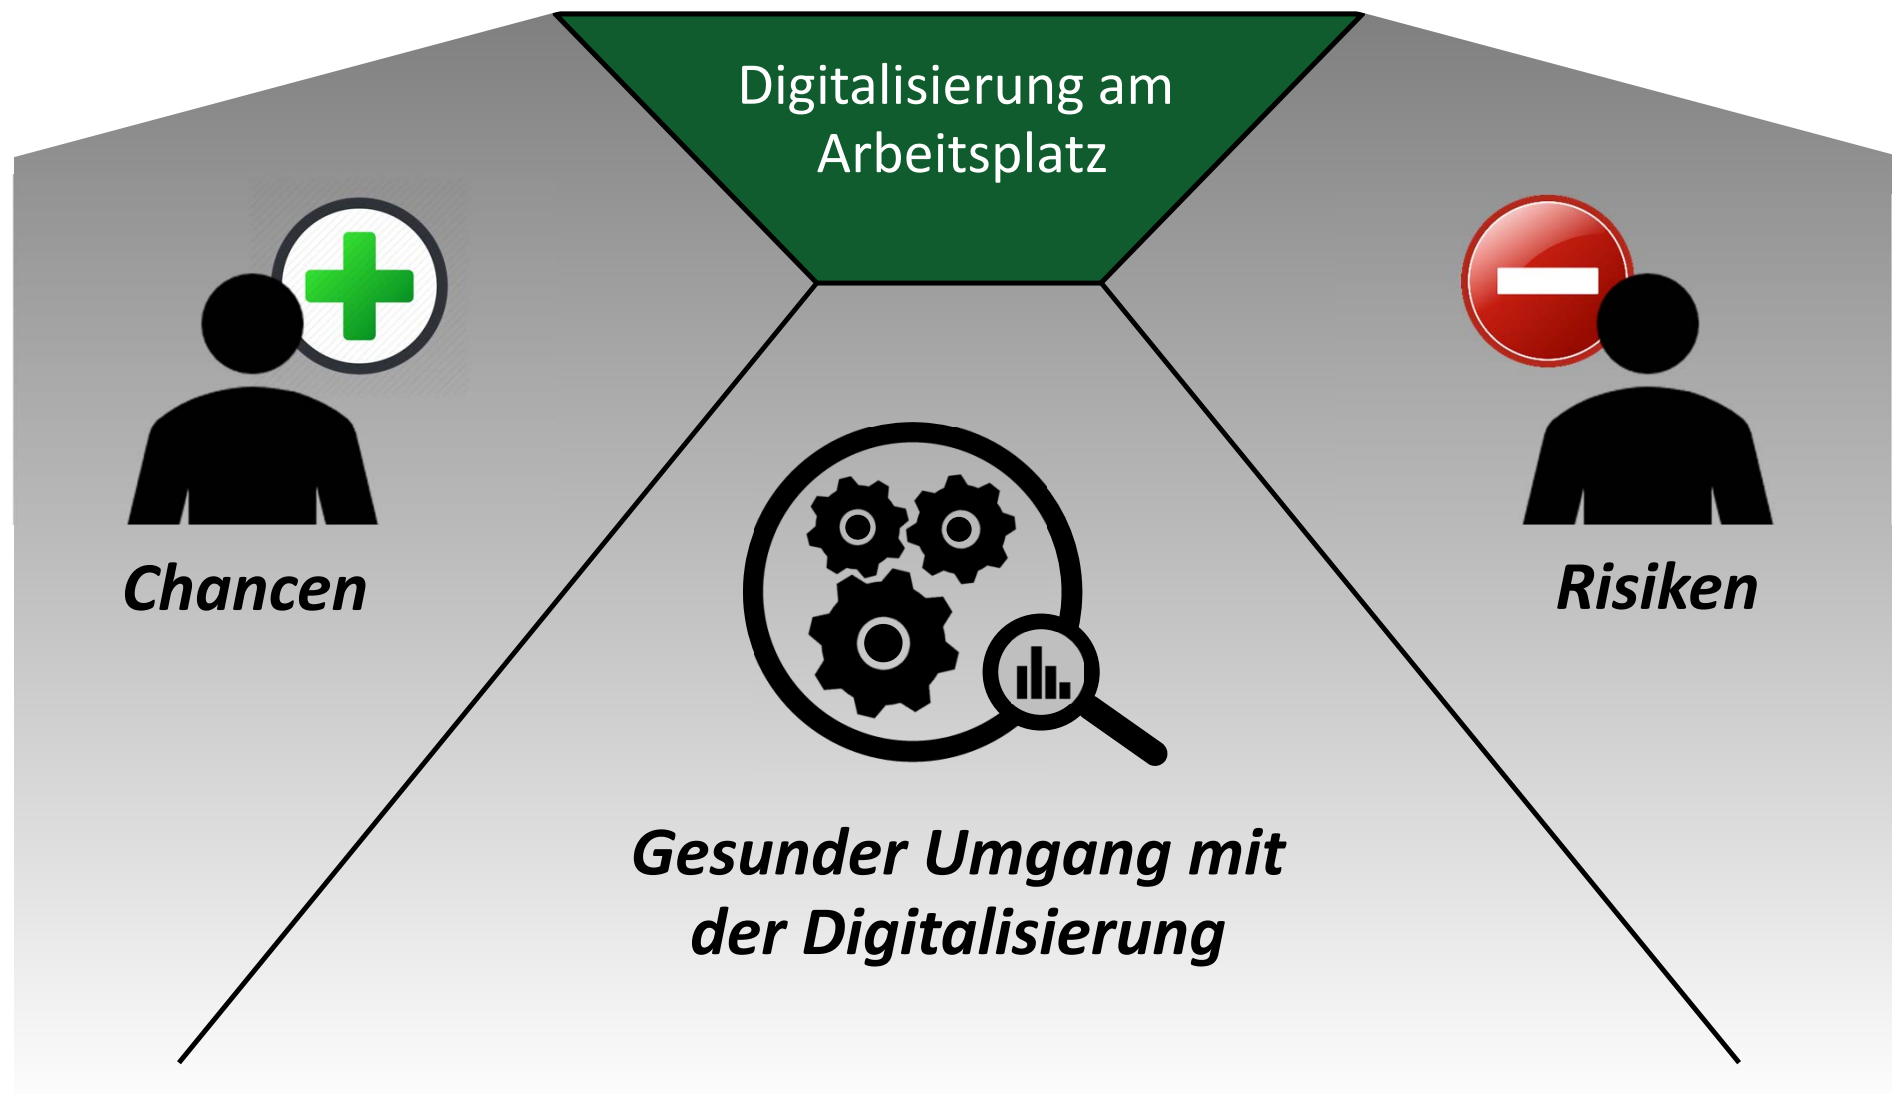 Digitalisierung am
Arbeitsplatz
Chancen
Risiken
Gesunder Umgang mit
der Digitalisierung